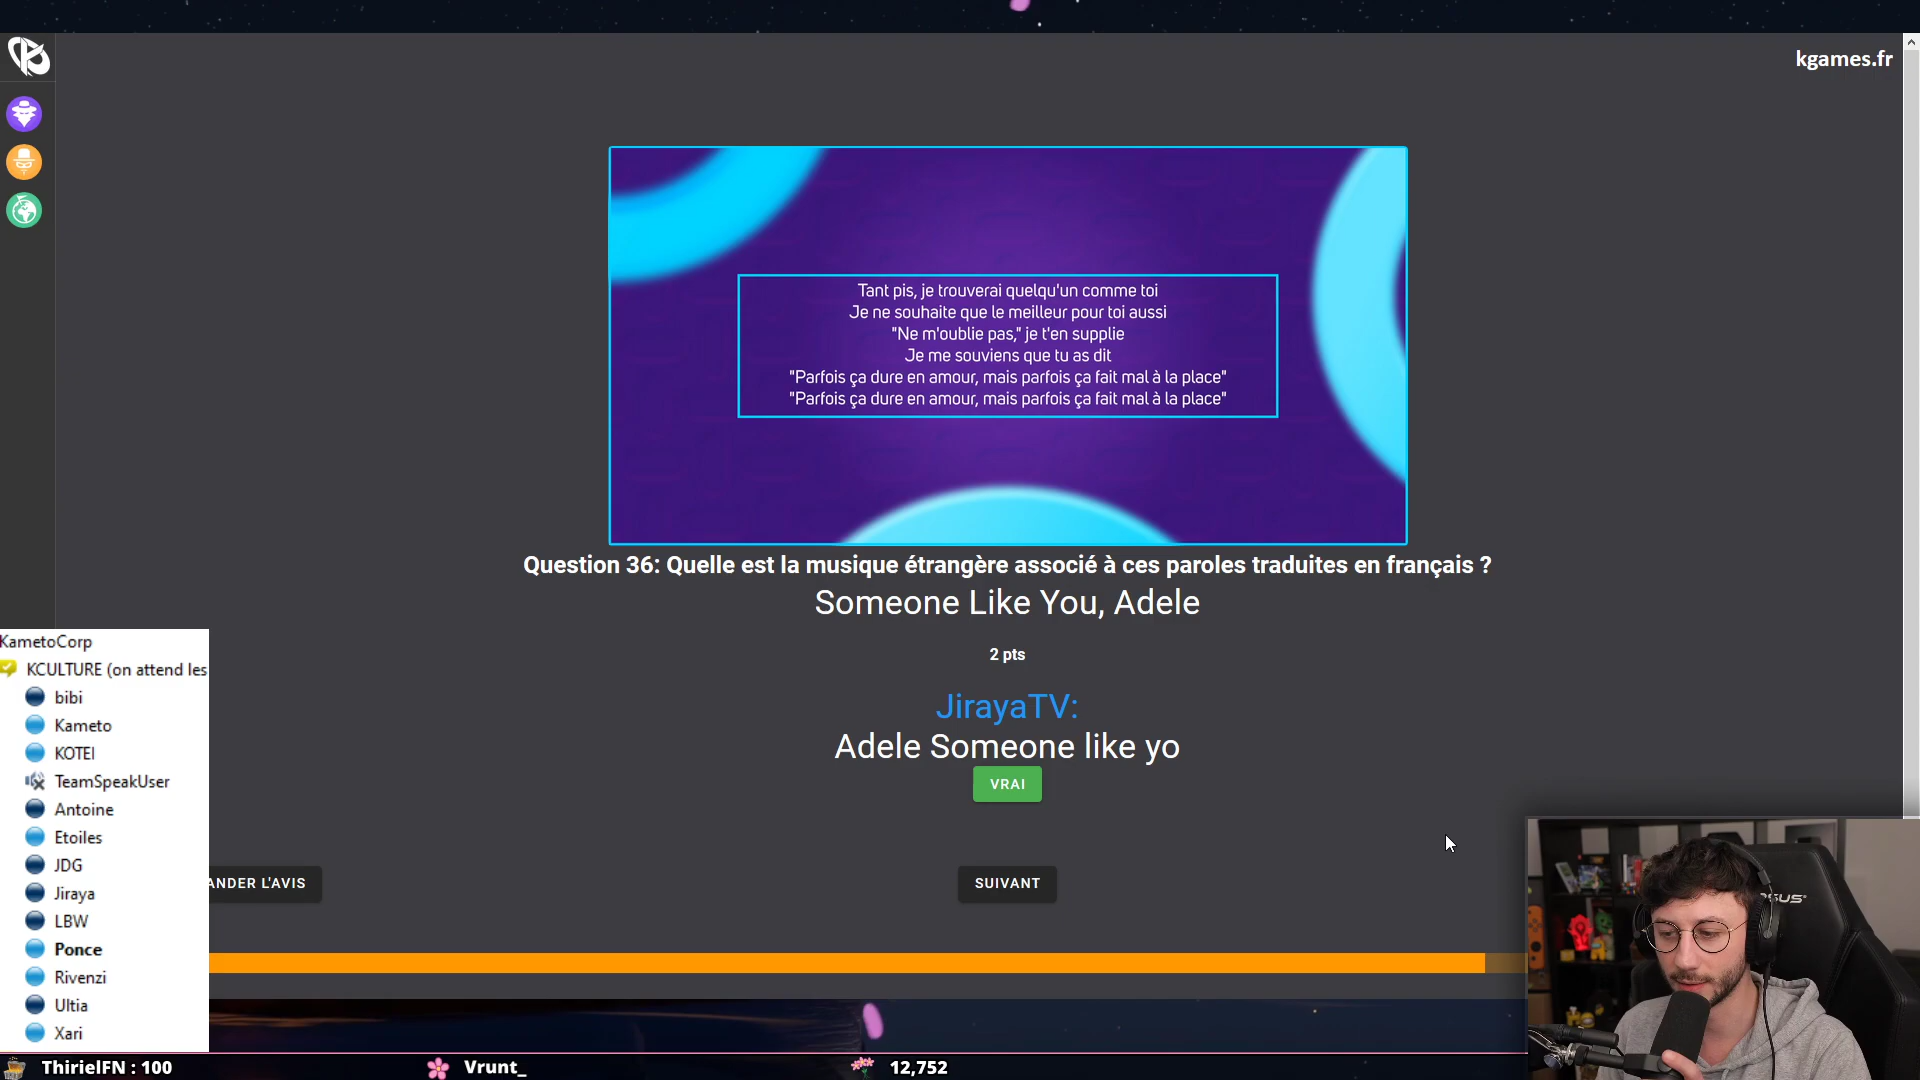 kgames.fr
Tant pis, je trouverai quelqu'un comme toi
Je ne souhaite que le meilleur pour toi aussi
"Ne m'oublie pas," je t'en supplie
Je me souviens que tu as dit
"Parfois ça dure en amour, mais parfois ça fait mal à la place"
"Parfois ça dure en amour, mais parfois ça fait mal à la place"
Question 36: Quelle est la musique étrangère associé à ces paroles traduites en français ?
Someone Like You, Adele
2 pts
JirayaTV:
Adele Someone like yo
VRAI
ANDER L'AVIS
SUIVANT
KametoCorp
KCULTURE (on attend les
bibi
Kameto
KOTEI
TeamSpeakUser
Antoine
Etoiles
JDG
Jiraya
LBW
Ponce
Rivenzi
Ultia
Xari
ThirielFN : 100
Vrunt_
12,752